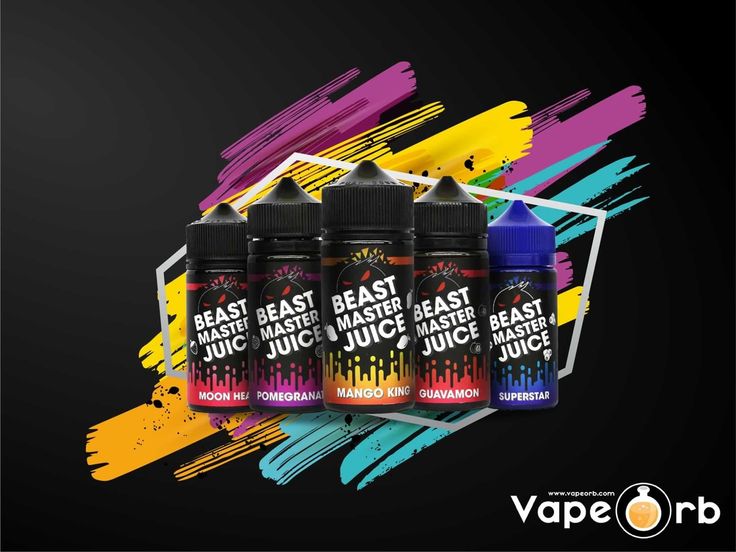 BEAST
MASTER
JUICE
MOON HEA
BEAST
MASTER
JUICE
POMEGRANAT
BEAST
MASTER
JUICE
MANGO KING
BEAST
MASTER
JUICE
GUAVAMON
BEAST
MASTER
JUICE
SUPERSTAR
www.vapeorb.com
Vape Orb